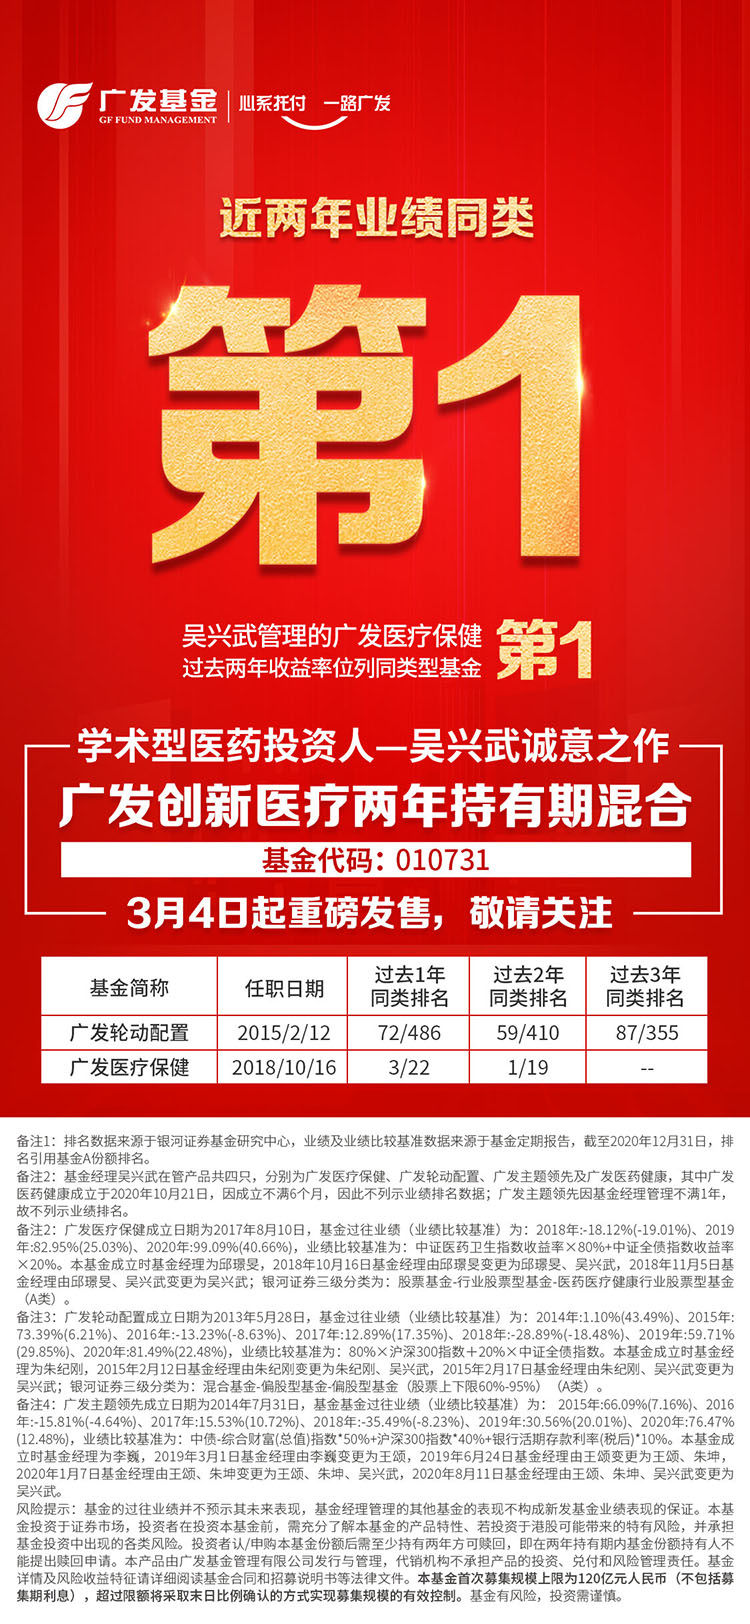 广发基金 心系托付 一路广发
GF FUND MANAGEMENT
近两年业绩同类
第1
吴兴武管理的广发医疗保健
过去两年收益率位列同类型基金
第1
学术型医药投资人—吴兴武诚意之作
广发创新医疗两年持有期混合
基金代码：010731
3月4日起重磅发售，敬请关注
基金简称 任职日期 过去1年同类排名 过去2年同类排名 过去3年同类排名
广发轮动配置 2015/2/12 72/486 59/410 87/355
广发医疗保健 2018/10/16 3/22 1/19 --
备注1：排名数据来源于银河证券基金研究中心，业绩及业绩比较基准数据来源于基金定期报告，截至2020年12月31日，排
名引用基金A份额排名。
备注2：基金经理吴兴武在管产品共四只，分别为广发医疗保健、广发轮动配置、广发主题领先及广发医药健康，其中广发
医药健康成立于2020年10月21日，因成立不满6个月，因此不列示业绩排名数据；广发主题领先因基金经理管理不满1年，
故不列示业绩排名。
备注2：广发医疗保健成立日期为2017年8月10日，基金过往业绩（业绩比较基准）为：2018年:-18.12%(-19.01%)、2019
年:82.95%(25.03%)、2020年:99.09%(40.66%)，业绩比较基准为：中证医药卫生指数收益率×80%+中证全债指数收益率
×20%。本基金成立时基金经理为邱璟旻，2018年10月16日基金经理由邱璟旻变更为邱璟旻、吴兴武，2018年11月5日基
金经理由邱璟旻、吴兴武变更为吴兴武；银河证券三级分类为：股票基金-行业股票型基金-医药医疗健康行业股票型基金
（A类）。
备注3：广发轮动配置成立日期为2013年5月28日，基金过往业绩（业绩比较基准）为：2014年:1.10%(43.49%)、2015年:
73.39%(6.21%)、2016年:-13.23%(-8.63%)、2017年:12.89%(17.35%)、2018年:-28.89%(-18.48%)、2019年:59.71%
(29.85%)、2020年:81.49%(22.48%)，业绩比较基准为：80%×沪深300指数＋20%×中证全债指数。本基金成立时基金经
理为朱纪刚，2015年2月12日基金经理由朱纪刚变更为朱纪刚、吴兴武，2015年2月17日基金经理由朱纪刚、吴兴武变更为
吴兴武；银河证券三级分类为：混合基金-偏股型基金-偏股型基金（股票上下限60%-95%）（A类）。
备注4：广发主题领先成立日期为2014年7月31日，基金基金过往业绩（业绩比较基准）为： 2015年:66.09%(7.16%)、2016
年:-15.81%(-4.64%)、2017年:15.53%(10.72%)、2018年:-35.49%(-8.23%)、2019年:30.56%(20.01%)、2020年:76.47%
(12.48%)，业绩比较基准为：中债-综合财富(总值)指数*50%+沪深300指数*40%+银行活期存款利率(税后)*10%。本基金成
立时基金经理为李巍，2019年3月1日基金经理由李巍变更为王颂，2019年6月24日基金经理由王颂变更为王颂、朱坤，
2020年1月7日基金经理由王颂、朱坤变更为王颂、朱坤、吴兴武，2020年8月11日基金经理由王颂、朱坤、吴兴武变更为
吴兴武。
风险提示：基金的过往业绩并不预示其未来表现，基金经理管理的其他基金的表现不构成新发基金业绩表现的保证。本基
金投资于证券市场，投资者在投资本基金前，需充分了解本基金的产品特性、若投资于港股可能带来的特有风险，并承担
基金投资中出现的各类风险。投资者认/申购本基金份额后需至少持有两年方可赎回，即在两年持有期内基金份额持有人不
能提出赎回申请。本产品由广发基金管理有限公司发行与管理，代销机构不承担产品的投资、兑付和风险管理责任。基金
详情及风险收益特征请详细阅读基金合同和招募说明书等法律文件。本基金首次募集规模上限为120亿元人民币（不包括募
集期利息），超过限额将采取末日比例确认的方式实现募集规模的有效控制。基金有风险，投资需谨慎。